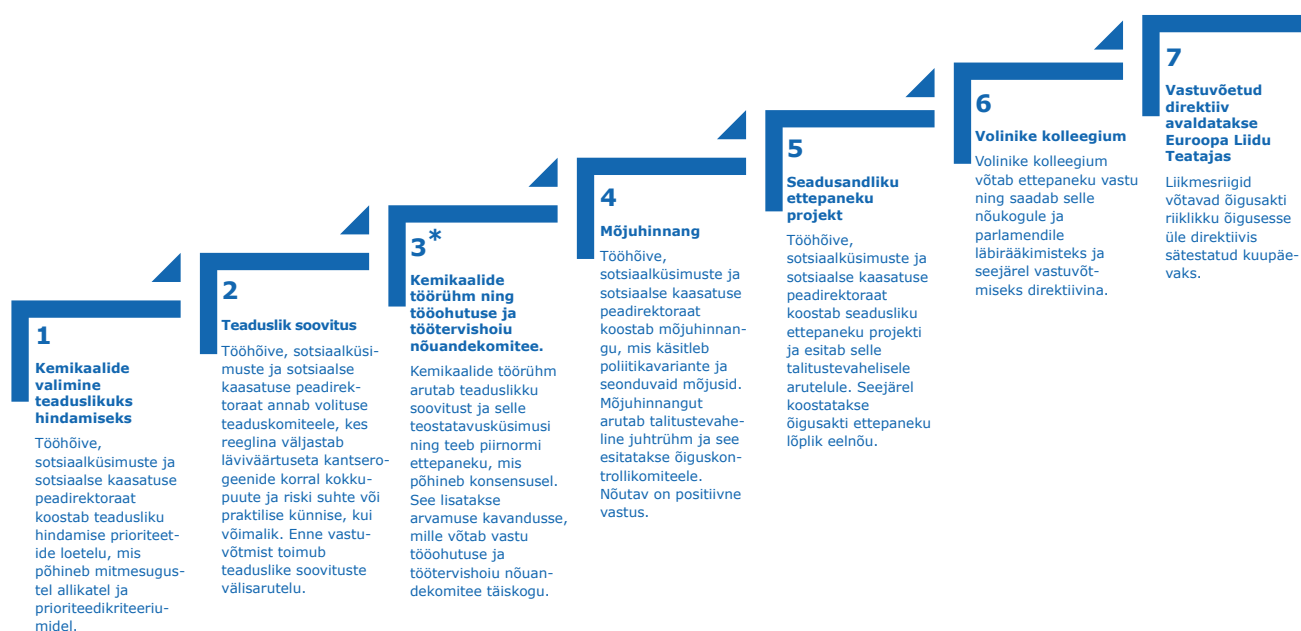 1
Kemikaalide
valimine
teaduslikuks
hindamiseks
Tööhõive,
sotsiaalküsimuste ja
sotsiaalse kaasatuse
peadirektoraat
koostab teadusliku
hindamise prioriteet-
ide loetelu, mis
põhineb mitmesugus-
tel allikatel ja
prioriteedikriteeriu-
midel.
2
Teaduslik soovitus
Tööhõive, sotsiaalküsi-
muste ja sotsiaalse
kaasatuse peadirek-
toraat annab volituse
teaduskomiteele, kes
reeglina väljastab
läviväärtuseta kantsero-
geenide korral kokku-
puute ja riski suhte või
praktilise künnise, kui
võimalik. Enne vastu-
võtmist toimub
teaduslike soovituste
välisarutelu.
3*
Kemikaalide
töörühm ning
tööohutuse ja
töötervishoiu
nõuandekomitee.
Kemikaalide töörühm
arutab teaduslikku
soovitust ja selle
teostatavusküsimusi
ning teeb piirnormi
ettepaneku, mis
põhineb konsensusel.
See lisatakse
arvamuse kavandusse,
mille võtab vastu
tööohutuse ja
töötervishoiu nõuan-
dekomitee täiskogu.
4
Mõjuhinnang
Tööhõive,
sotsiaalküsimuste ja
sotsiaalse kaasatuse
peadirektoraat
koostab mõjuhinnan-
gu, mis käsitleb
poliitikavariante ja
seonduvaid mõjusid.
Mõjuhinnangut
arutab talitustevahe-
line juhtrühm ja see
esitatakse õiguskon-
trollikomiteele.
Nõutav on positiivne
vastus.
5
Seadusandliku
ettepaneku
projekt
Tööhõive,
sotsiaalküsimuste ja
sotsiaalse kaasatuse
peadirektoraat
koostab seadusliku
ettepaneku projekti
ja esitab selle
talitustevahelisele
arutelule. Seejärel
koostatakse
õigusakti ettepaneku
lõplik eelnõu.
6
Volinike kolleegium
Volinike kolleegium
võtab ettepaneku vastu
ning saadab selle
nõukogule ja
parlamendile
läbirääkimisteks ja
seejärel vastuvõt-
miseks direktiivina.
7
Vastuvõetud
direktiiv
avaldatakse
Euroopa Liidu
Teatajas
Liikmesriigid
võtavad õigusakti
riiklikku õigusesse
üle direktiivis
sätestatud kuupäe-
vaks.